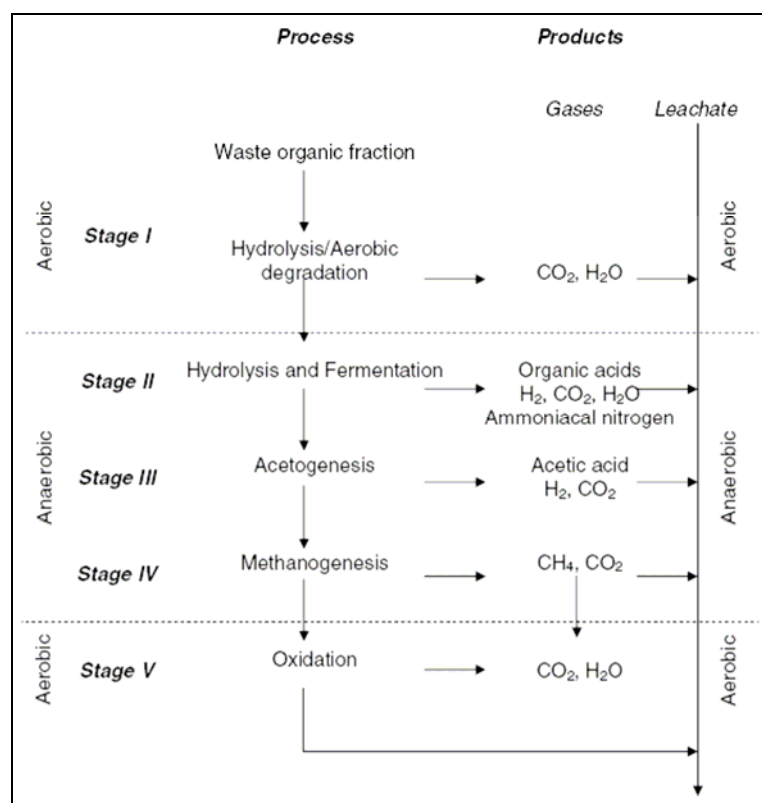 Process
Products
Gases
Leachate
Waste organic fraction
Aerobic
Stage I
Hydrolysis/Aerobic
degradation
CO₂, H₂O
Aerobic
Stage II
Hydrolysis and Fermentation
Organic acids
H₂, CO₂, H₂O
Ammoniacal nitrogen
Anaerobic
Stage III
Acetogenesis
Acetic acid
H₂, CO₂
Anaerobic
Stage IV
Methanogenesis
CH₄, CO₂
Aerobic
Stage V
Oxidation
CO₂, H₂O
Aerobic